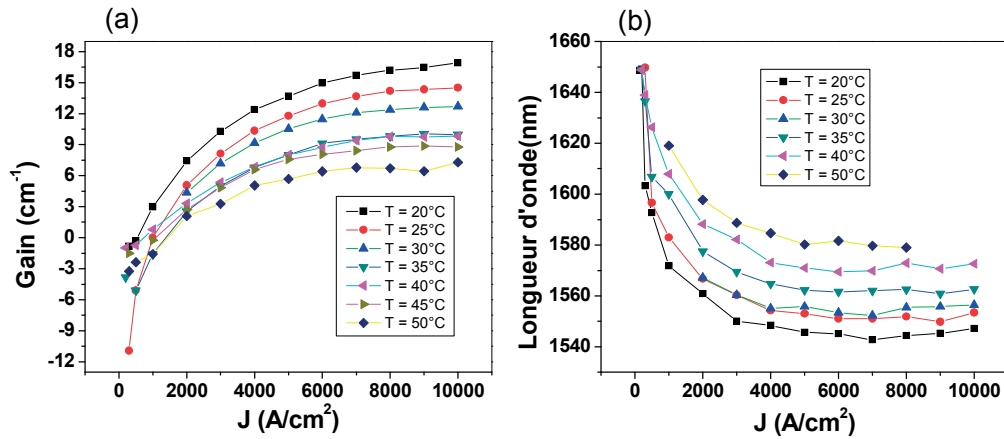 (a)
Gain (cm⁻¹)
18
15
12
9
6
3
0
-3
-6
-9
-12
0 2000 4000 6000 8000 10000
J (A/cm²)
T = 20°C
T = 25°C
T = 30°C
T = 35°C
T = 40°C
T = 45°C
T = 50°C
(b)
Longueur d'onde(nm)
1660
1640
1620
1600
1580
1560
1540
0 2000 4000 6000 8000 10000
J (A/cm²)
T = 20°C
T = 25°C
T = 30°C
T = 35°C
T = 40°C
T = 50°C